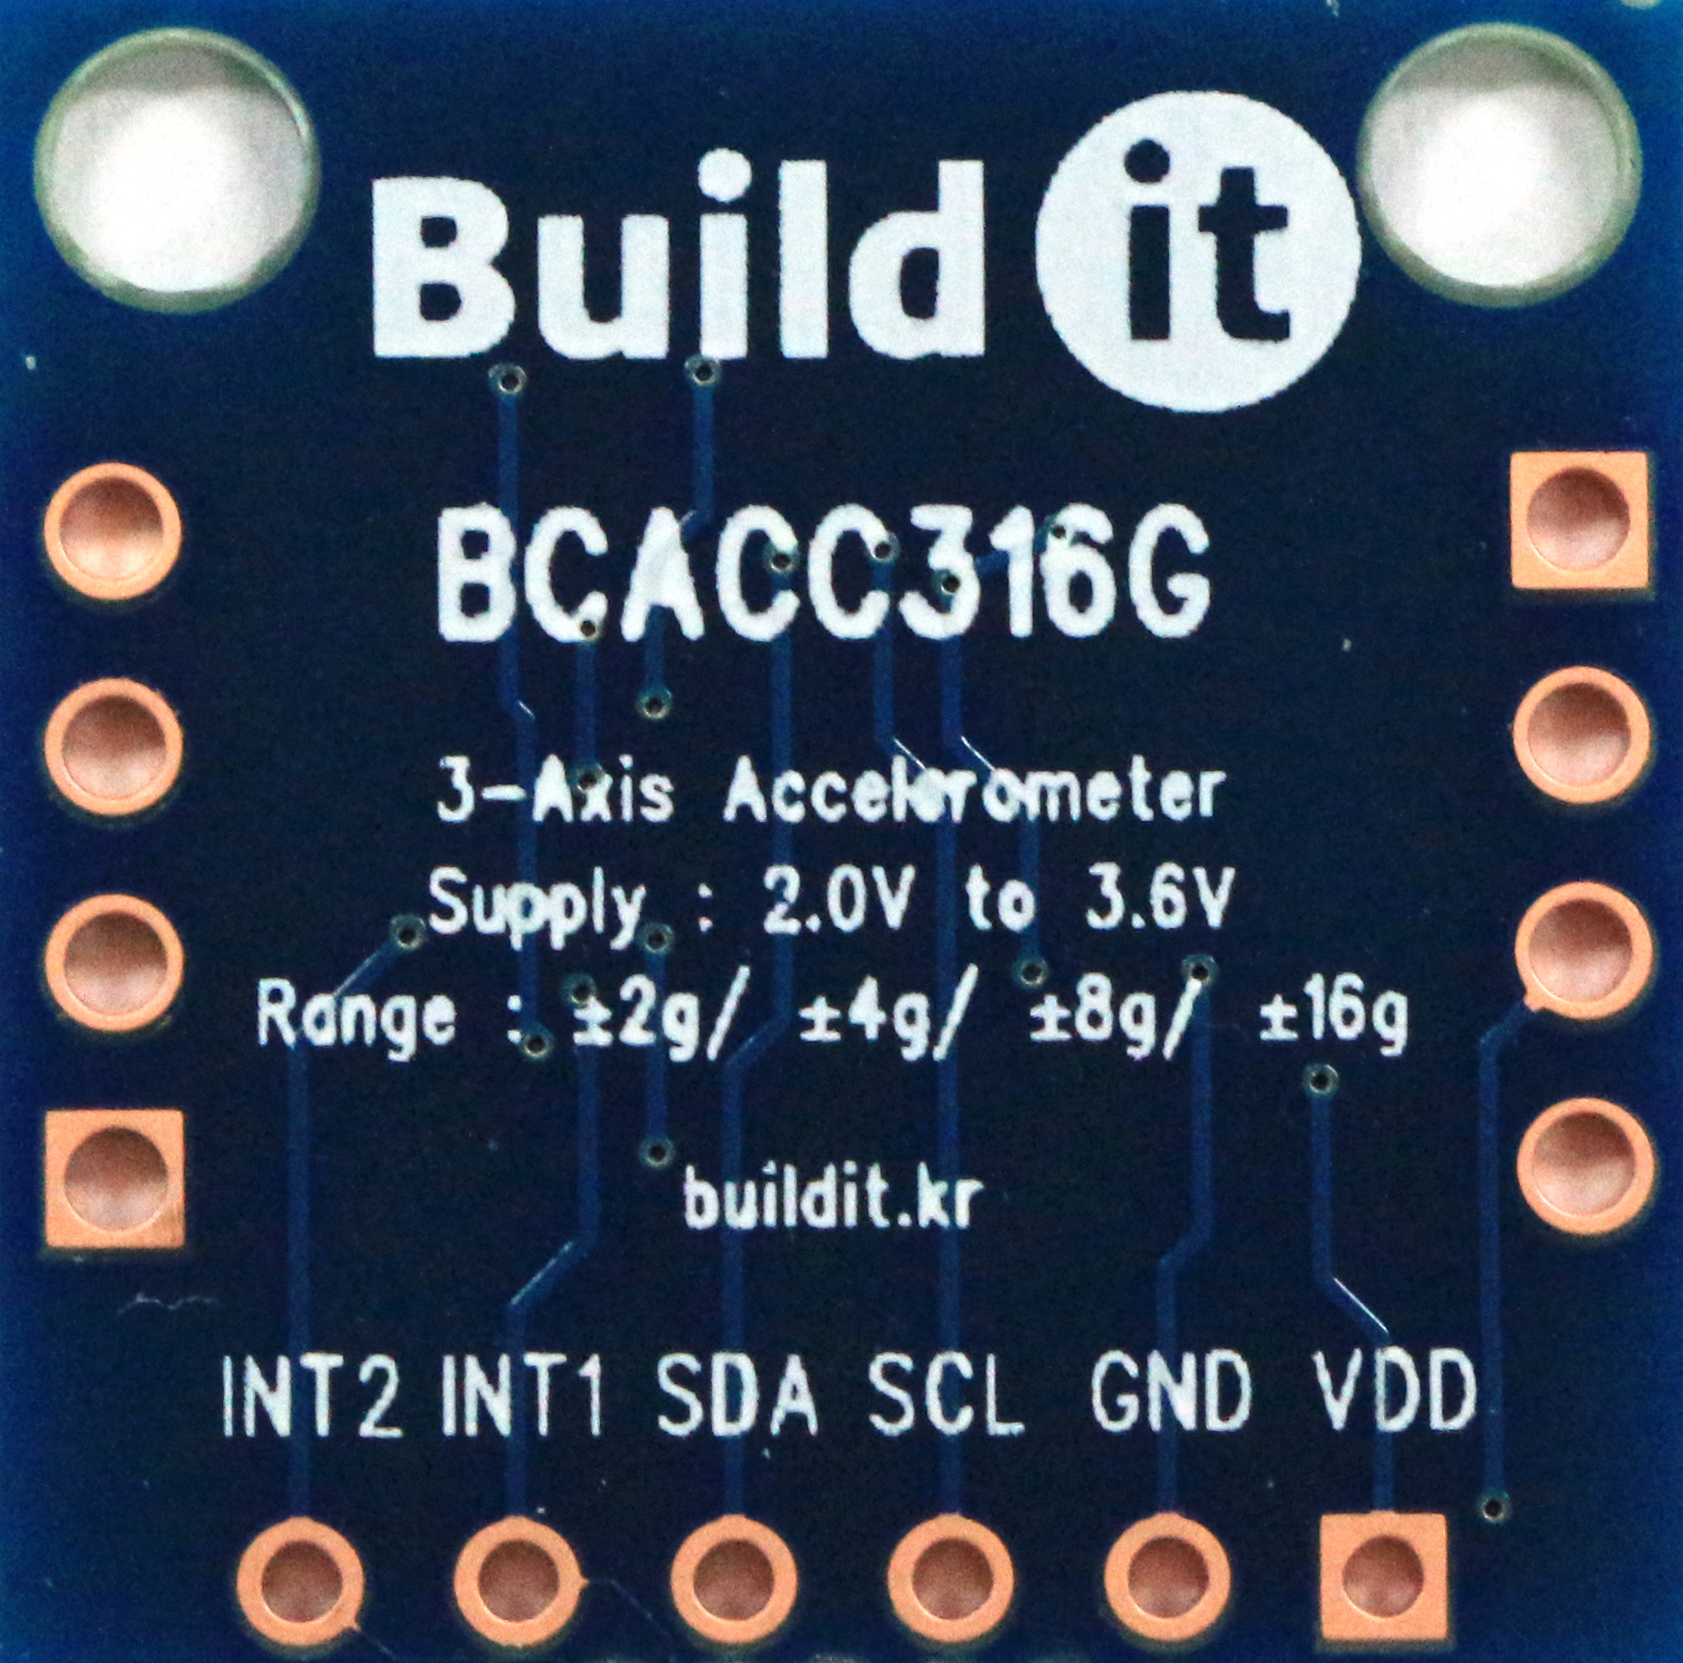 Build it
BCACC316G
3-Axis Accelerometer
Supply : 2.0V to 3.6V
Range : ±2g/ ±4g/ ±8g/ ±16g
buildit.kr
INT2 INT1 SDA SCL GND VDD